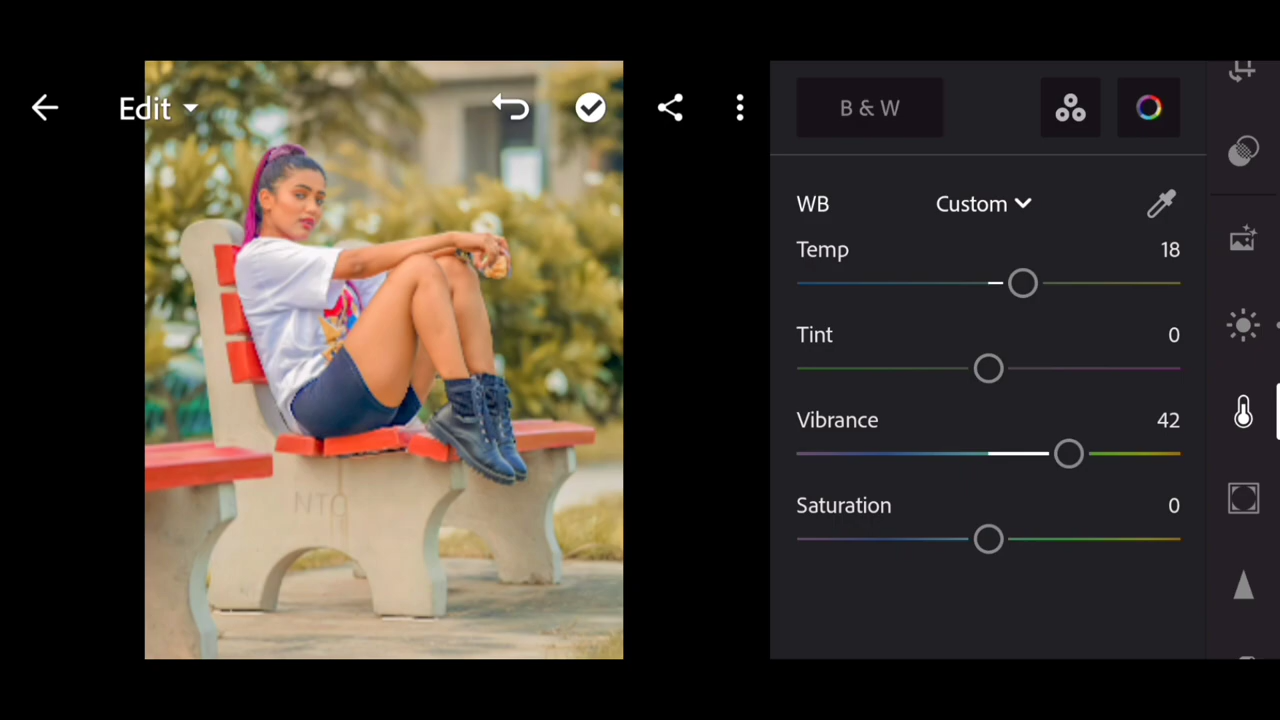 Edit
B & W
WB Custom
Temp 18
Tint 0
Vibrance 42
Saturation 0